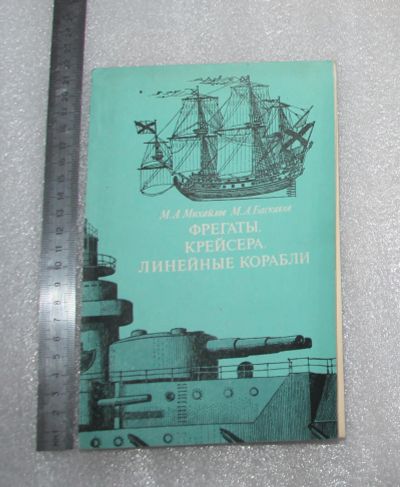 М.А.Михайлов М.А.Баскаков
ФРЕГАТЫ,
КРЕЙСЕРА,
ЛИНЕЙНЫЕ КОРАБЛИ